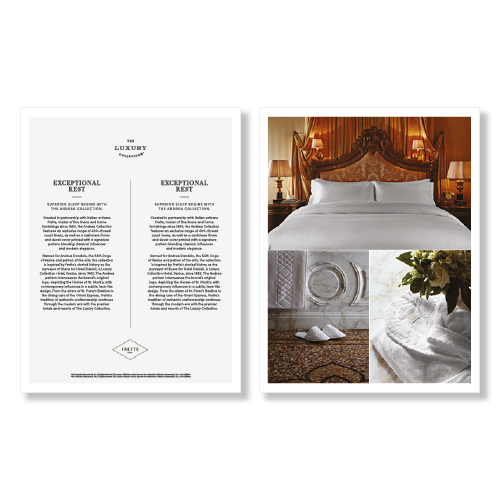 THE
LUXURY
COLLECTION
EXCEPTIONAL
REST
SUPERIOR SLEEP BEGINS WITH
THE ANDREA COLLECTION.
Created in partnership with Italian artisans
Frette, maker of fine linens and home
furnishings since 1860, the Andrea Collection
features an exclusive range of
linens, as well as a cashmere throw
and duvet cover printed with a signature
pattern blending classical influences
and modern elegance.
Named for Andrea Dandolo, the 54th Doge
of Venice and patron of the arts, the collection
is inspired by Frette's storied history as the
purveyor of linens for Hotel Danieli, a Luxury
Collection Hotel, Venice, since 1882. The Andrea
pattern interweaves the brand's original
logo, depicting the Horses of St. Mark's, with
contemporary influences in a subtle, lace-like
design. From the altars of St. Peter's Basilica to
the dining cars of the Orient Express, Frette's
tradition of authentic craftsmanship continues
through the modern era with the premier
hotels and resorts of The Luxury Collection.
EXCEPTIONAL
REST
SUPERIOR SLEEP BEGINS WITH
THE ANDREA COLLECTION.
Created in partnership with Italian artisans
Frette, maker of fine linens and home
furnishings since 1860, the Andrea Collection
features an exclusive range of
linens, as well as a cashmere throw
and duvet cover printed with a signature
pattern blending classical influences
and modern elegance.
Named for Andrea Dandolo, the 54th Doge
of Venice and patron of the arts, the collection
is inspired by Frette's storied history as the
purveyor of linens for Hotel Danieli, a Luxury
Collection Hotel, Venice, since 1882. The Andrea
pattern interweaves the brand's original
logo, depicting the Horses of St. Mark's, with
contemporary influences in a subtle, lace-like
design. From the altars of St. Peter's Basilica to
the dining cars of the Orient Express, Frette's
tradition of authentic craftsmanship continues
through the modern era with the premier
hotels and resorts of The Luxury Collection.
FRETTE